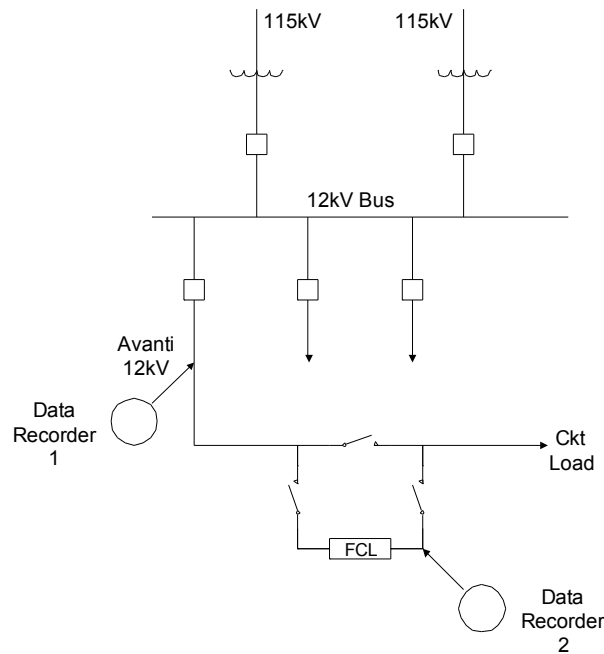 115kV
115kV
12kV Bus
Avanti
12kV
Data
Recorder
1
Ckt
Load
FCL
Data
Recorder
2